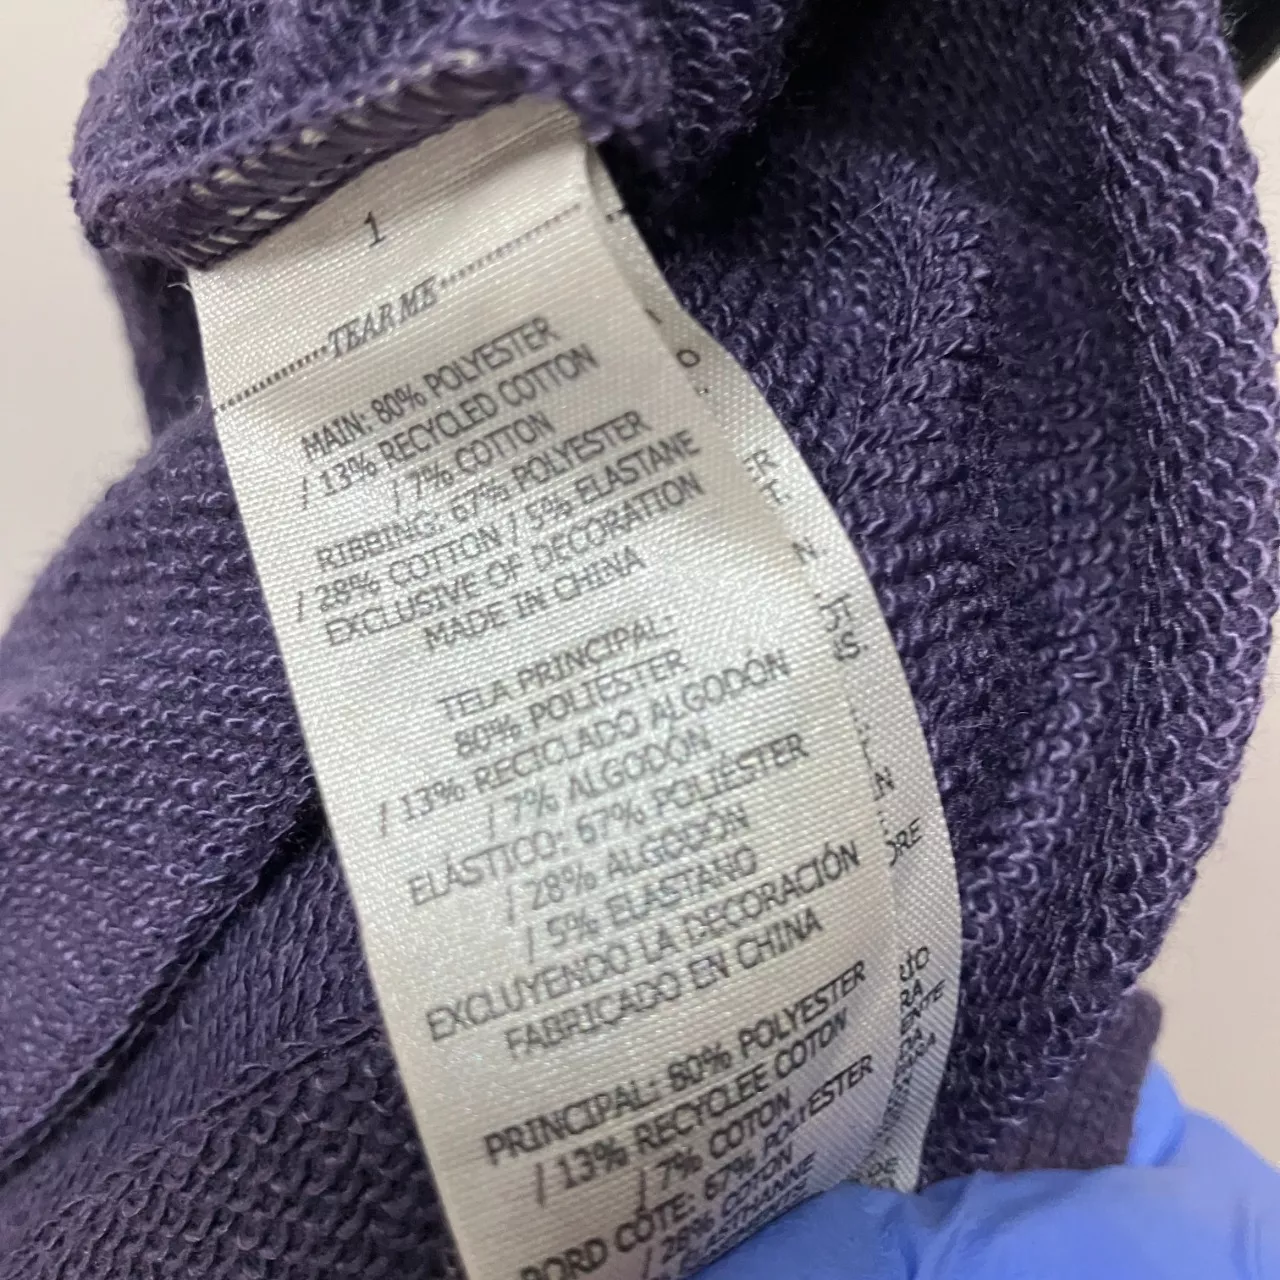 1
TEAR ME
MAIN: 80% POLYESTER
/ 13% RECYCLED COTTON
/ 7% COTTON
RIBBING: 67% POLYESTER
/ 28% COTTON / 5% ELASTANE
EXCLUSIVE OF DECORATION
MADE IN CHINA
TELA PRINCIPAL:
80% POLIESTER
/ 13% RECICLADO ALGODÓN
/ 7% ALGODÓN
ELÁSTICO: 67% POLIÉSTER
/ 28% ALGODÓN
/ 5% ELASTANO
EXCLUYENDO LA DECORACIÓN
FABRICADO EN CHINA
PRINCIPAL: 80% POLYESTER
/ 13% RECYCLEE COTON
/ 7% COTON
BORD CÔTE: 67% POLYESTER
/ 28% COTON